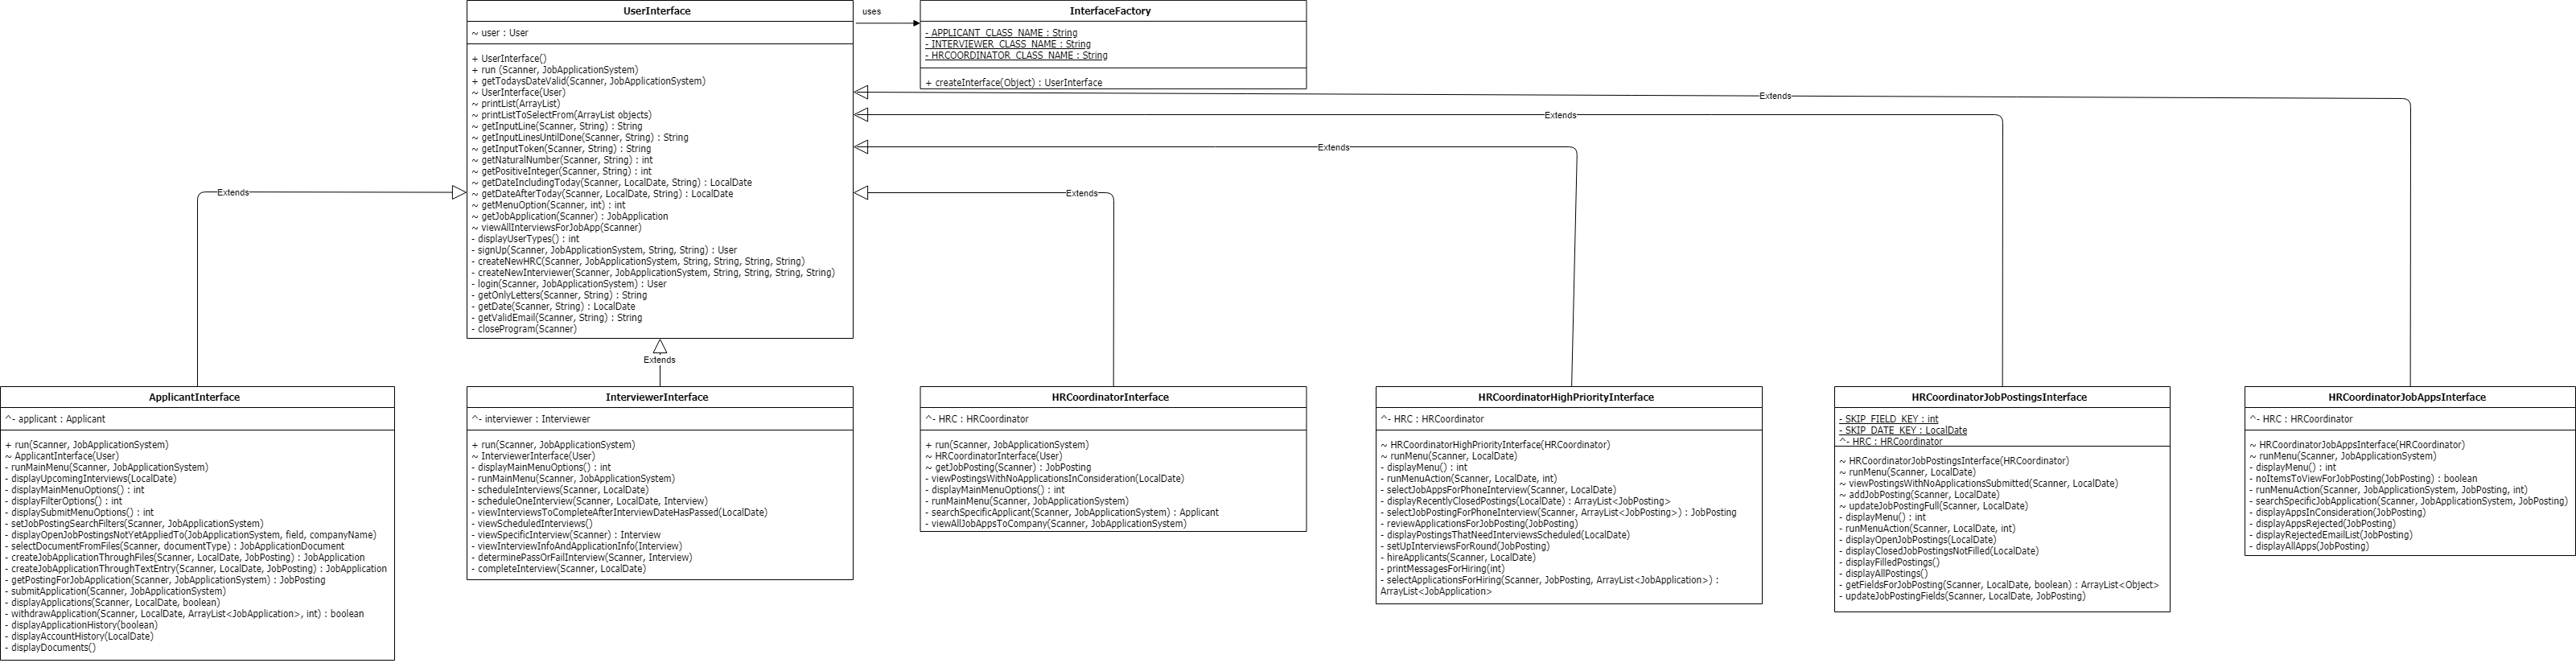 UserInterface
~ user : User
+ UserInterface()
+ run (Scanner, JobApplicationSystem)
+ getTodaysDateValid(Scanner, JobApplicationSystem)
~ UserInterface(User)
~ printList(ArrayList)
~ printListToSelectFrom(ArrayList objects)
~ getInputLine(Scanner, String) : String
~ getInputLinesUntilDone(Scanner, String) : String
~ getInputToken(Scanner, String) : String
~ getNaturalNumber(Scanner, String) : int
~ getPositiveInteger(Scanner, String) : int
~ getDateIncludingToday(Scanner, LocalDate, String) : LocalDate
~ getDateAfterToday(Scanner, LocalDate, String) : LocalDate
~ getMenuOption(Scanner, int) : int
~ getJobApplication(Scanner) : JobApplication
~ viewAllInterviewsForJobApp(Scanner)
- displayUserTypes() : int
- signUp(Scanner, JobApplicationSystem, String, String) : User
- createNewHRC(Scanner, JobApplicationSystem, String, String, String, String)
- createNewInterviewer(Scanner, JobApplicationSystem, String, String, String, String)
- login(Scanner, JobApplicationSystem) : User
- getOnlyLetters(Scanner, String) : String
- getDate(Scanner, String) : LocalDate
- getValidEmail(Scanner, String) : String
- closeProgram(Scanner)
uses
InterfaceFactory
- APPLICANT_CLASS_NAME : String
- INTERVIEWER_CLASS_NAME : String
- HRCOORDINATOR_CLASS_NAME : String
+ createInterface(Object) : UserInterface
Extends
Extends
Extends
Extends
Extends
Extends
ApplicantInterface
^- applicant : Applicant
+ run(Scanner, JobApplicationSystem)
~ ApplicantInterface(User)
- runMainMenu(Scanner, JobApplicationSystem)
- displayUpcomingInterviews(LocalDate)
- displayMainMenuOptions() : int
- displayFilterOptions() : int
- displaySubmitMenuOptions() : int
- setJobPostingSearchFilters(Scanner, JobApplicationSystem)
- displayOpenJobPostingsNotYetAppliedTo(JobApplicationSystem, field, companyName)
- selectDocumentFromFiles(Scanner, documentType) : JobApplicationDocument
- createJobApplicationThroughFiles(Scanner, LocalDate, JobPosting) : JobApplication
- createJobApplicationThroughTextEntry(Scanner, LocalDate, JobPosting) : JobApplication
- getPostingForJobApplication(Scanner, JobApplicationSystem) : JobPosting
- submitApplication(Scanner, JobApplicationSystem)
- displayApplications(Scanner, LocalDate, boolean)
- withdrawApplication(Scanner, LocalDate, ArrayList<JobApplication>, int) : boolean
- displayApplicationHistory(boolean)
- displayAccountHistory(LocalDate)
- displayDocuments()
InterviewerInterface
^- interviewer : Interviewer
+ run(Scanner, JobApplicationSystem)
~ InterviewerInterface(User)
- displayMainMenuOptions() : int
- runMainMenu(Scanner, JobApplicationSystem)
- scheduleInterviews(Scanner, LocalDate)
- scheduleOneInterview(Scanner, LocalDate, Interview)
- viewInterviewsToCompleteAfterInterviewDateHasPassed(LocalDate)
- viewScheduledInterviews()
- viewSpecificInterview(Scanner) : Interview
- viewInterviewInfoAndApplicationInfo(Interview)
- determinePassOrFailInterview(Scanner, Interview)
- completeInterview(Scanner, LocalDate)
HRCoordinatorInterface
^- HRC : HRCoordinator
+ run(Scanner, JobApplicationSystem)
~ HRCoordinatorInterface(User)
~ getJobPosting(Scanner) : JobPosting
- viewPostingsWithNoApplicationsInConsideration(LocalDate)
- displayMainMenuOptions() : int
- runMainMenu(Scanner, JobApplicationSystem)
- searchSpecificApplicant(Scanner, JobApplicationSystem) : Applicant
- viewAllJobAppsToCompany(Scanner, JobApplicationSystem)
HRCoordinatorHighPriorityInterface
^- HRC : HRCoordinator
~ HRCoordinatorHighPriorityInterface(HRCoordinator)
~ runMenu(Scanner, LocalDate)
- displayMenu() : int
- runMenuAction(Scanner, LocalDate, int)
- selectJobAppsForPhoneInterview(Scanner, LocalDate)
- displayRecentlyClosedPostings(LocalDate) : ArrayList<JobPosting>
- selectJobPostingForPhoneInterview(Scanner, ArrayList<JobPosting>) : JobPosting
- reviewApplicationsForJobPosting(JobPosting)
- displayPostingsThatNeedInterviewsScheduled(LocalDate)
- setUpInterviewsForRound(JobPosting)
- hireApplicants(Scanner, LocalDate)
- printMessagesForHiring(int)
- selectApplicationsForHiring(Scanner, JobPosting, ArrayList<JobApplication>) :
ArrayList<JobApplication>
HRCoordinatorJobPostingsInterface
- SKIP_FIELD_KEY : int
- SKIP_DATE_KEY : LocalDate
^- HRC : HRCoordinator
~ HRCoordinatorJobPostingsInterface(HRCoordinator)
~ runMenu(Scanner, LocalDate)
~ viewPostingsWithNoApplicationsSubmitted(Scanner, LocalDate)
~ addJobPosting(Scanner, LocalDate)
~ updateJobPostingFull(Scanner, LocalDate)
- displayMenu() : int
- runMenuAction(Scanner, LocalDate, int)
- displayOpenJobPostings(LocalDate)
- displayClosedJobPostingsNotFilled(LocalDate)
- displayFilledPostings()
- displayAllPostings()
- getFieldsForJobPosting(Scanner, LocalDate, boolean) : ArrayList<Object>
- updateJobPostingFields(Scanner, LocalDate, JobPosting)
HRCoordinatorJobAppsInterface
^- HRC : HRCoordinator
~ HRCoordinatorJobAppsInterface(HRCoordinator)
~ runMenu(Scanner, JobApplicationSystem)
- displayMenu() : int
- noItemsToViewForJobPosting(JobPosting) : boolean
- runMenuAction(Scanner, JobApplicationSystem, JobPosting, int)
- searchSpecificJobApplication(Scanner, JobApplicationSystem, JobPosting)
- displayAppsInConsideration(JobPosting)
- displayAppsRejected(JobPosting)
- displayRejectedEmailList(JobPosting)
- displayAllApps(JobPosting)